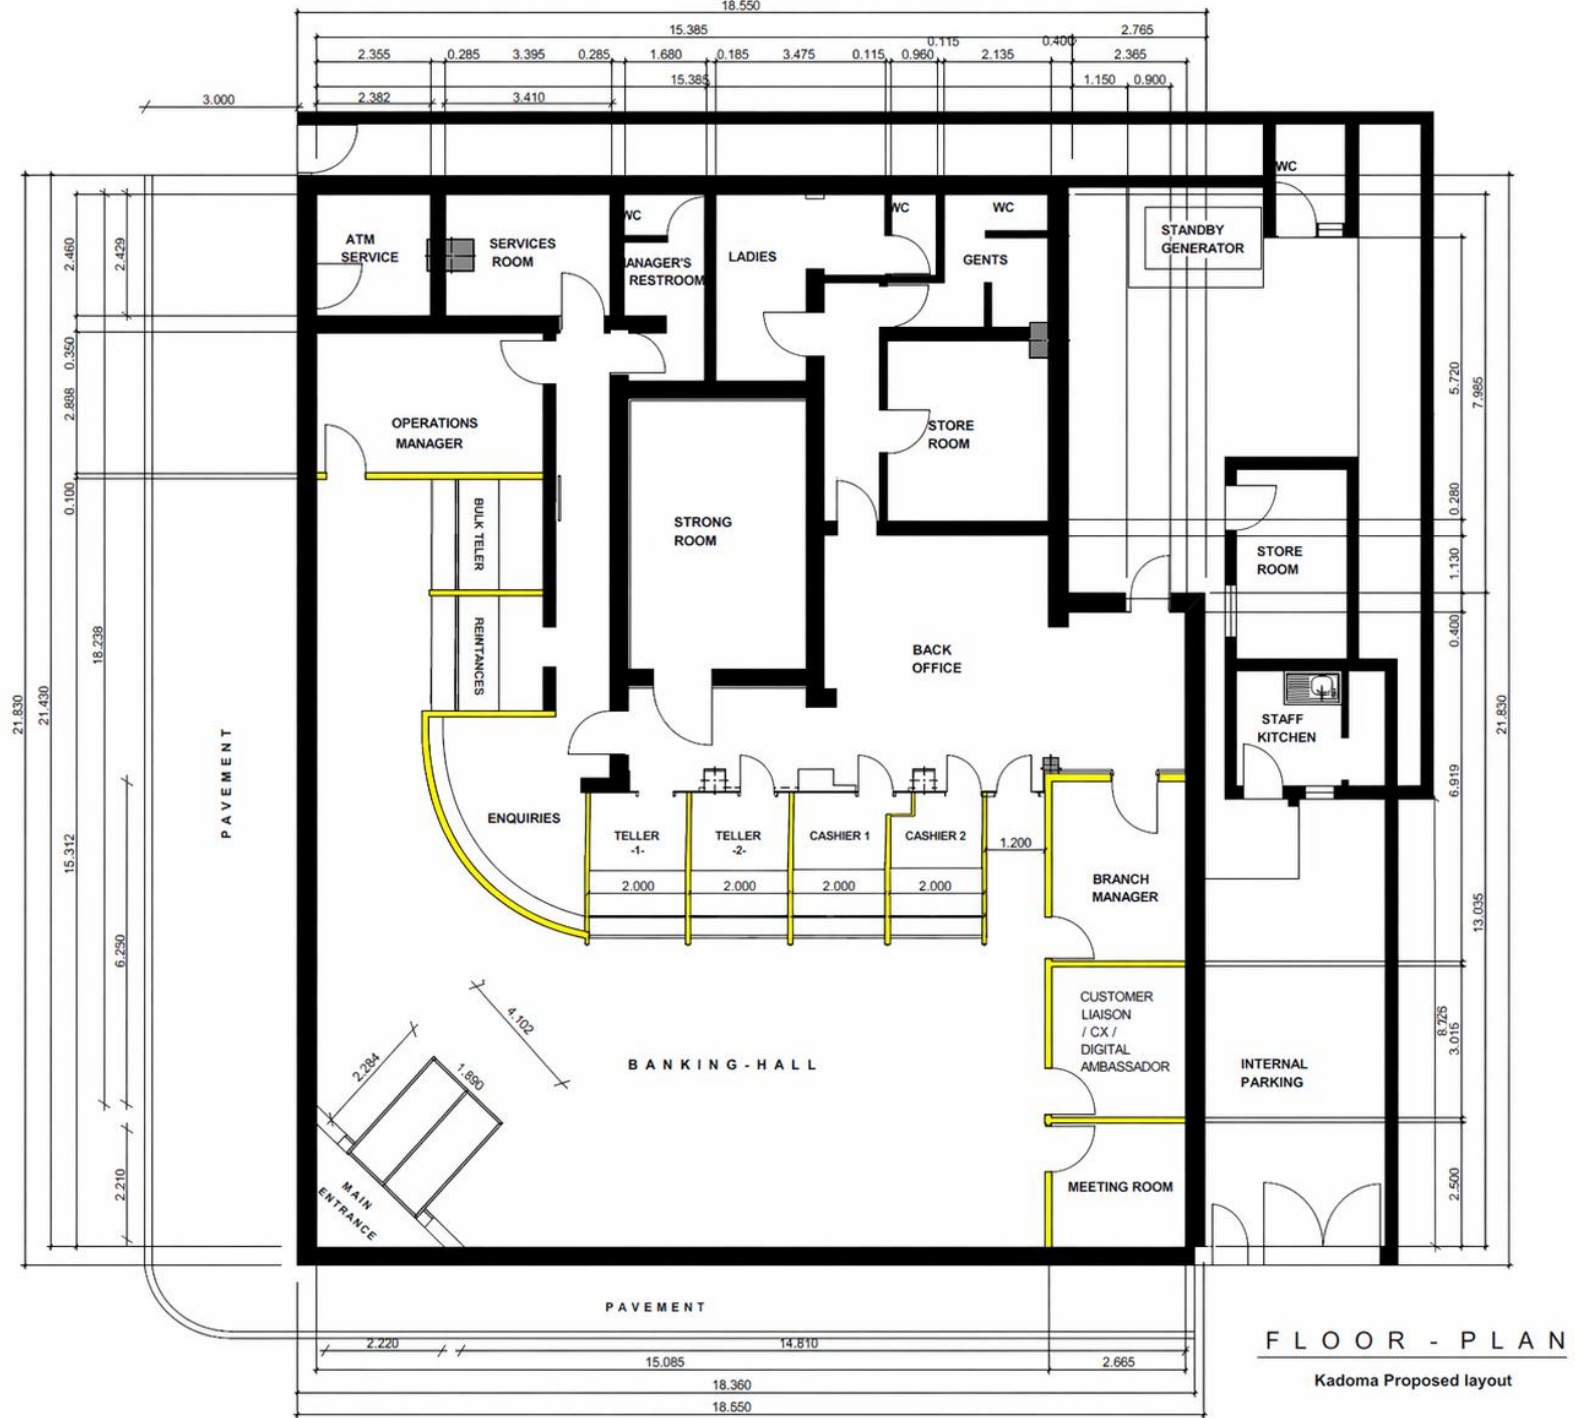 18.550
15.385
2.765
0.115
0.400
2.355
0.285
3.395
0.285
1.680
0.185
3.475
0.115
0.960
2.135
2.365
15.385
1.150
0.900
3.000
2.382
3.410
WC
WC
WC
WC
ATM
SERVICE
SERVICES
ROOM
MANAGER'S
RESTROOM
LADIES
GENTS
STANDBY
GENERATOR
2.460
2.429
0.350
2.888
0.100
18.238
21.830
21.430
15.312
6.230
2.210
5.720
7.985
0.280
1.130
0.400
21.830
6.919
13.035
8.726
3.015
2.500
OPERATIONS
MANAGER
STORE
ROOM
BULK TELER
STRONG
ROOM
STORE
ROOM
REINTANCES
BACK
OFFICE
STAFF
KITCHEN
PAVEMENT
ENQUIRIES
TELLER
-1-
TELLER
-2-
CASHIER 1
CASHIER 2
1.200
2.000
2.000
2.000
2.000
BRANCH
MANAGER
CUSTOMER
LIAISON
/ CX /
DIGITAL
AMBASSADOR
4.102
2.284
1.890
BANKING-HALL
INTERNAL
PARKING
MAIN
ENTRANCE
MEETING ROOM
PAVEMENT
2.220
14.810
15.085
2.665
18.360
18.550
FLOOR - PLAN
Kadoma Proposed layout